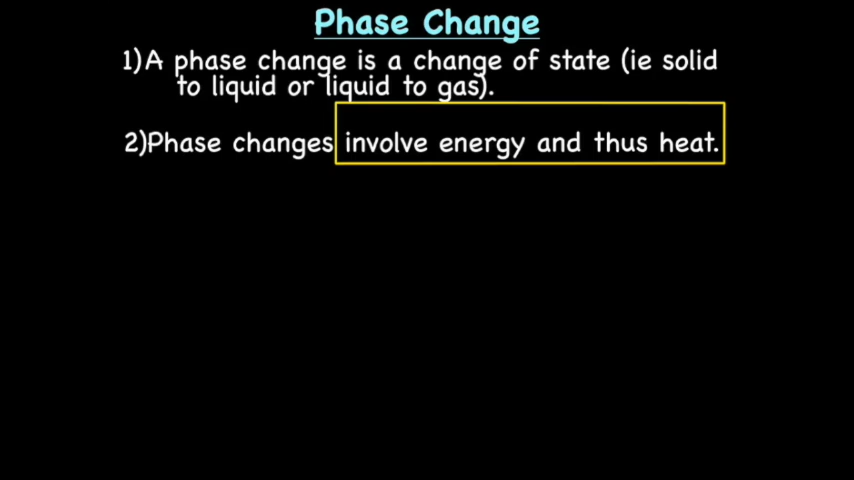 Phase Change
1)A phase change is a change of state (ie solid
to liquid or liquid to gas).
2)Phase changes involve energy and thus heat.